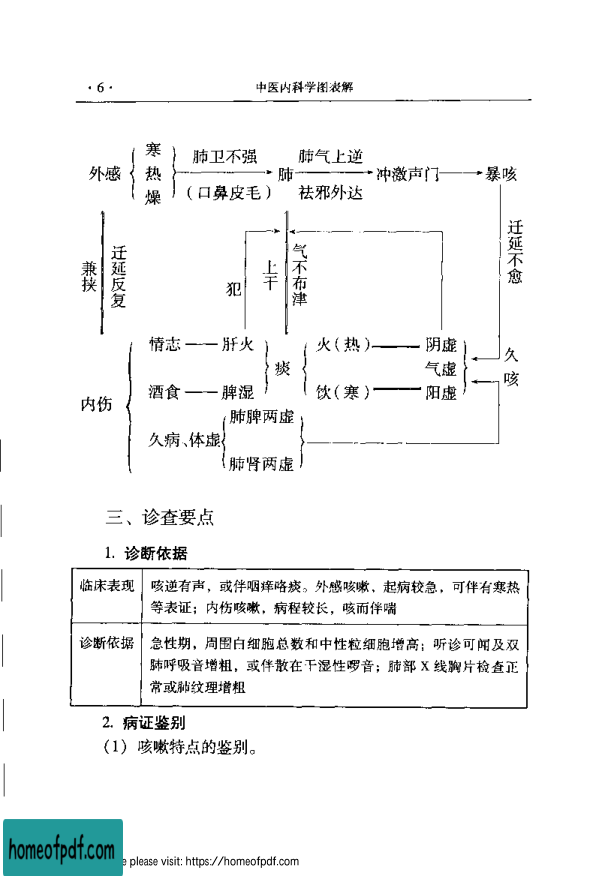 · 6 ·
中医内科学图表解
外感
寒
热
燥
肺卫不强
(口鼻皮毛)
肺
肺气上逆
祛邪外达
冲激声门
暴咳
兼挟
迁延反复
犯
上干
气不布津
迁延不愈
情志
肝火
火(热)
阴虚
气虚
久咳
痰
酒食
脾湿
饮(寒)
阳虚
内伤
久病、体虚
肺脾两虚
肺肾两虚
三、诊查要点
1. 诊断依据
临床表现
咳逆有声，或伴咽痒咯痰。外感咳嗽，起病较急，可伴有寒热
等表证；内伤咳嗽，病程较长，咳而伴喘
诊断依据
急性期，周围白细胞总数和中性粒细胞增高；听诊可闻及双
肺呼吸音增粗，或伴散在干湿性啰音；肺部 X 线胸片检查正
常或肺纹理增粗
2. 病证鉴别
(1) 咳嗽特点的鉴别。
homeofpdf.com
e please visit: https://homeofpdf.com